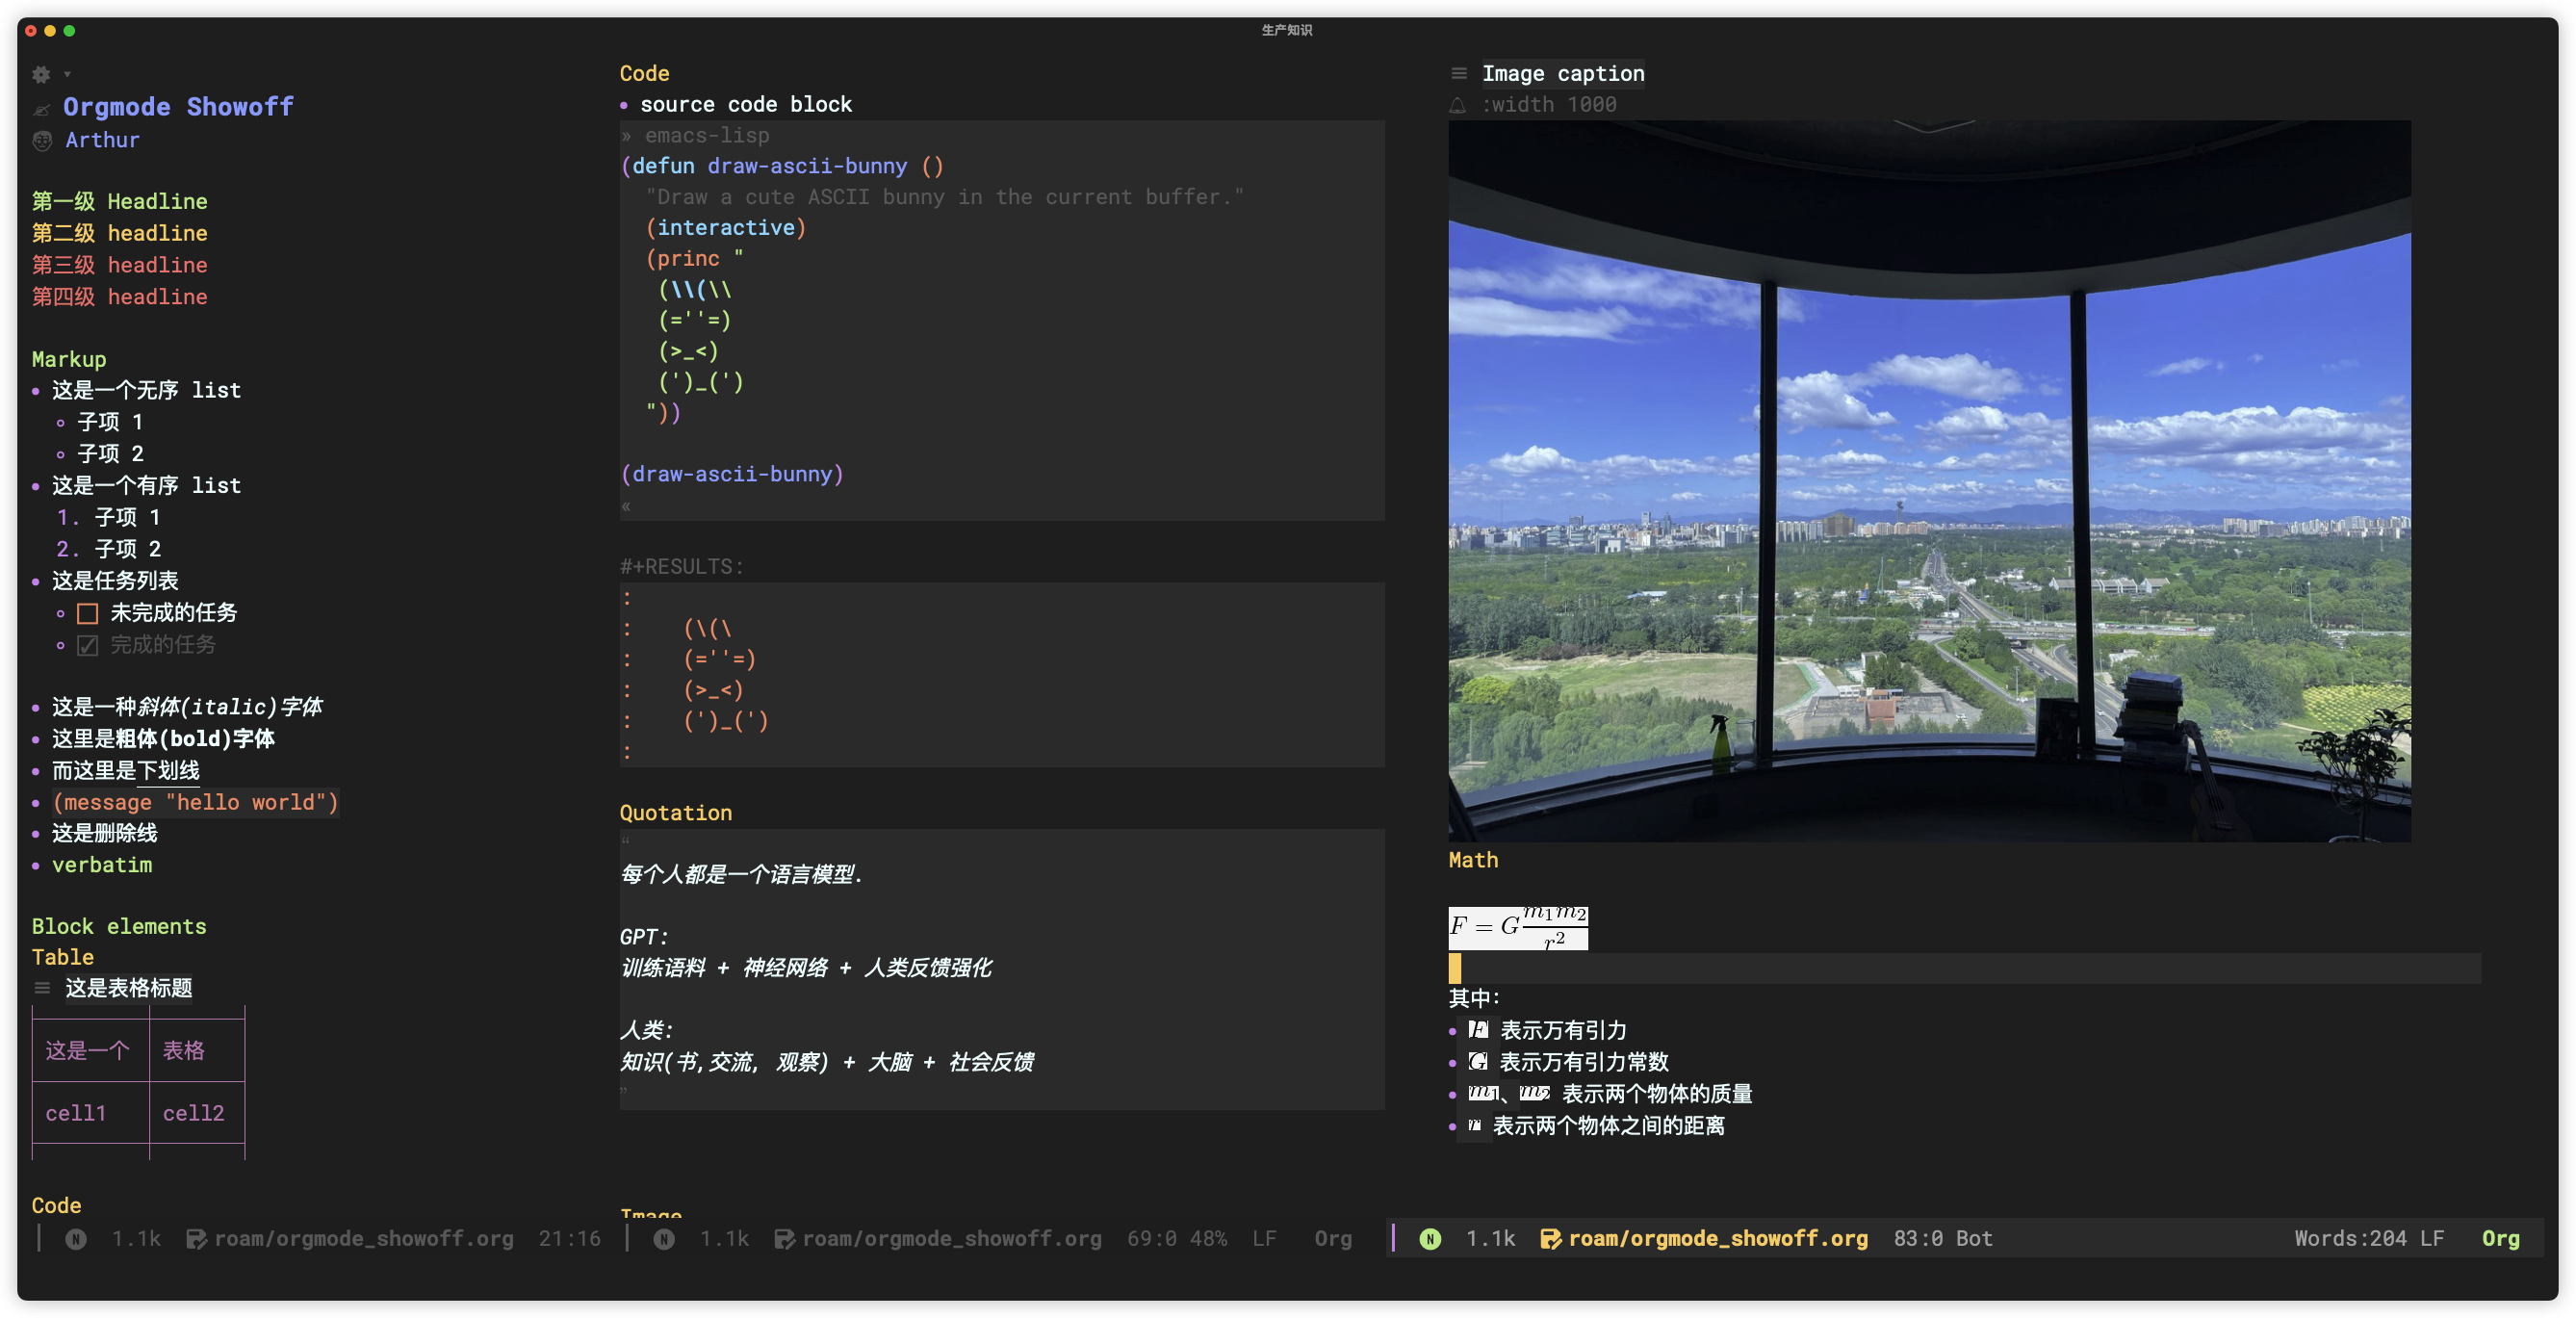 生产知识
Orgmode Showoff
Arthur
第一级 Headline
第二级 headline
第三级 headline
第四级 headline
Markup
• 这是一个无序 list
◦ 子项 1
◦ 子项 2
• 这是一个有序 list
1. 子项 1
2. 子项 2
• 这是任务列表
◦ 未完成的任务
◦ 完成的任务
• 这是一种斜体(italic)字体
• 这里是粗体(bold)字体
• 而这里是下划线
• (message "hello world")
• 这是删除线
• verbatim
Block elements
Table
这是表格标题
这是一个 表格
cell1 cell2
Code
N 1.1k roam/orgmode_showoff.org 21:16
Code
• source code block
» emacs-lisp
(defun draw-ascii-bunny ()
"Draw a cute ASCII bunny in the current buffer."
(interactive)
(princ "
(\\(\\
(=''=)
(>_<)
(')_(')
"))
(draw-ascii-bunny)
«
#+RESULTS:
:
: (\(\
: (=''=)
: (>_<)
: (')_(')
:
Quotation
“
每个人都是一个语言模型.
GPT:
训练语料 + 神经网络 + 人类反馈强化
人类:
知识(书,交流, 观察) + 大脑 + 社会反馈
”
Image
N 1.1k roam/orgmode_showoff.org 69:0 48% LF Org
Image caption
:width 1000
Math
F = G m₁m₂ / r²
其中:
• F 表示万有引力
• G 表示万有引力常数
• m₁、m₂ 表示两个物体的质量
• r 表示两个物体之间的距离
N 1.1k roam/orgmode_showoff.org 83:0 Bot Words:204 LF Org